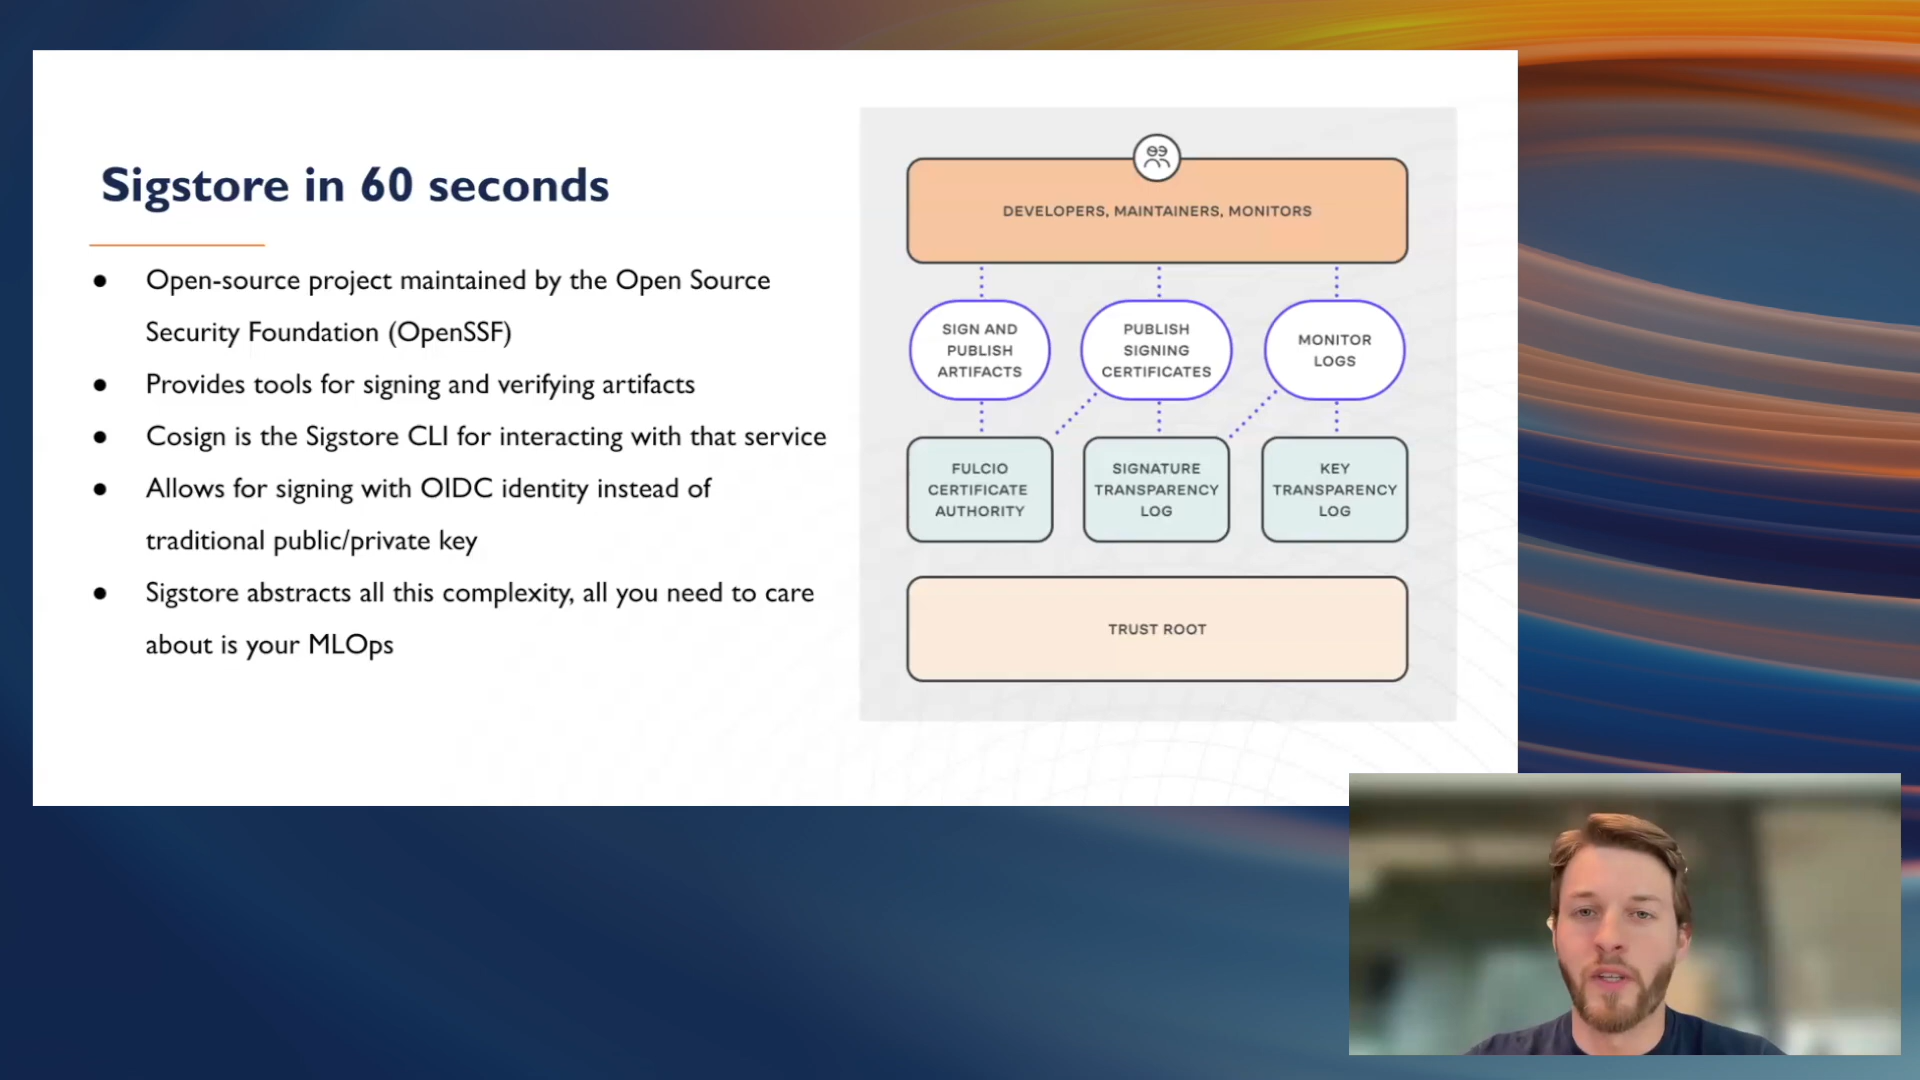 Sigstore in 60 seconds
● Open-source project maintained by the Open Source
Security Foundation (OpenSSF)
● Provides tools for signing and verifying artifacts
● Cosign is the Sigstore CLI for interacting with that service
● Allows for signing with OIDC identity instead of
traditional public/private key
● Sigstore abstracts all this complexity, all you need to care
about is your MLOps
DEVELOPERS, MAINTAINERS, MONITORS
SIGN AND
PUBLISH
ARTIFACTS
PUBLISH
SIGNING
CERTIFICATES
MONITOR
LOGS
FULCIO
CERTIFICATE
AUTHORITY
SIGNATURE
TRANSPARENCY
LOG
KEY
TRANSPARENCY
LOG
TRUST ROOT